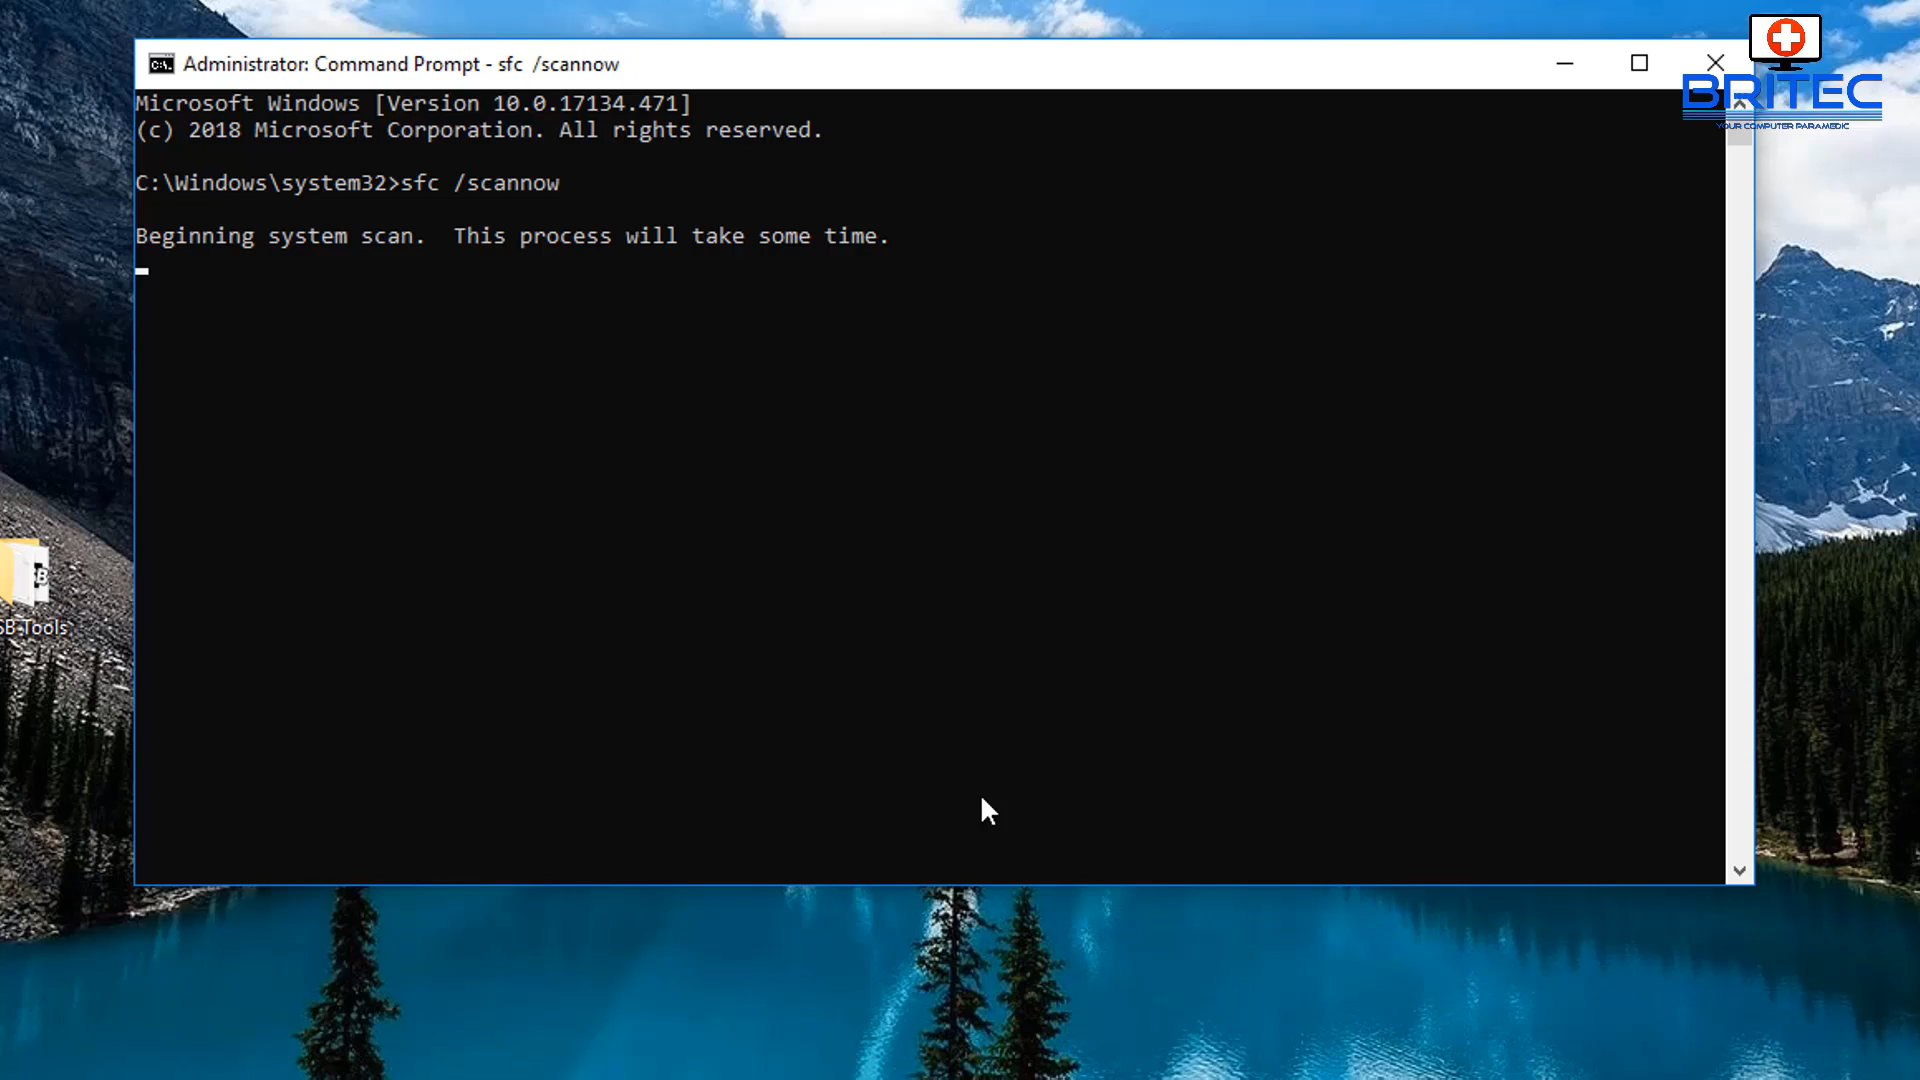 Administrator: Command Prompt - sfc /scannow
BRITEC
YOUR COMPUTER PARAMEDIC
Microsoft Windows [Version 10.0.17134.471]
(c) 2018 Microsoft Corporation. All rights reserved.
C:\Windows\system32>sfc /scannow
Beginning system scan.  This process will take some time.
SB Tools